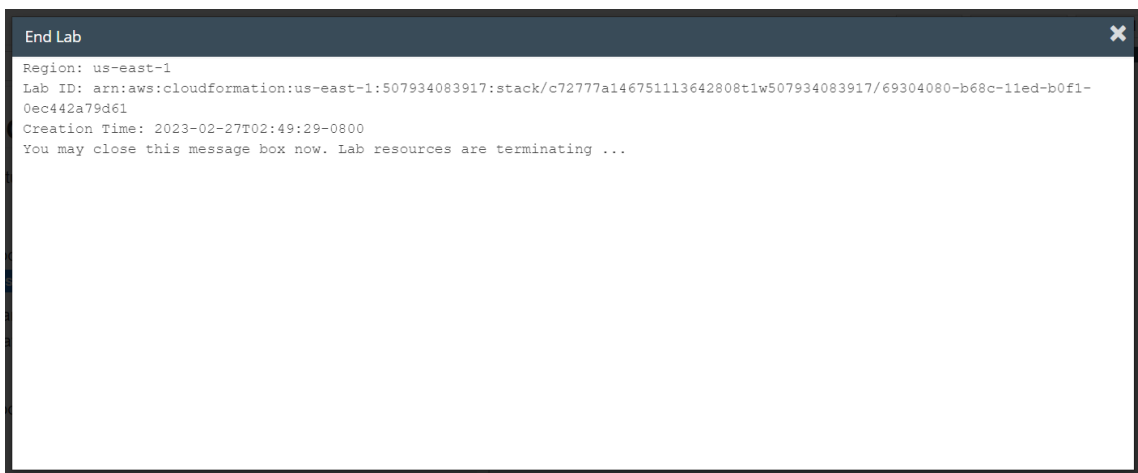 End Lab
Region: us-east-1
Lab ID: arn:aws:cloudformation:us-east-1:507934083917:stack/c72777a146751113642808t1w507934083917/69304080-b68c-11ed-b0f1-
0ec442a79d61
Creation Time: 2023-02-27T02:49:29-0800
You may close this message box now. Lab resources are terminating ...